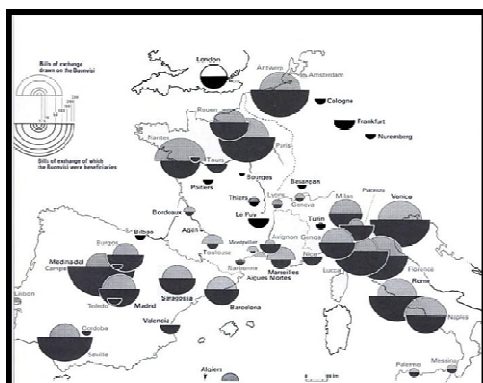 Bills of exchange
drawn on the Buonvisi
Bills of exchange of which
the Buonvisi were beneficiaries
London
Antwerp
Amsterdam
Cologne
Frankfurt
Nuremberg
Rouen
Paris
Nantes
Tours
Bourges
Poitiers
Besançon
Thiers
Lyons
Geneva
Le Puy
Bordeaux
Milan
Piacenza
Venice
Turin
Agen
Toulouse
Montpellier
Avignon
Genoa
Nice
Narbonne
Aigues Mortes
Marseilles
Lucca
Florence
Rome
Naples
Bilbao
Burgos
Medina del
Campo
Toledo
Madrid
Saragossa
Barcelona
Valencia
Lisbon
Cordoba
Seville
Algiers
Palermo
Messina